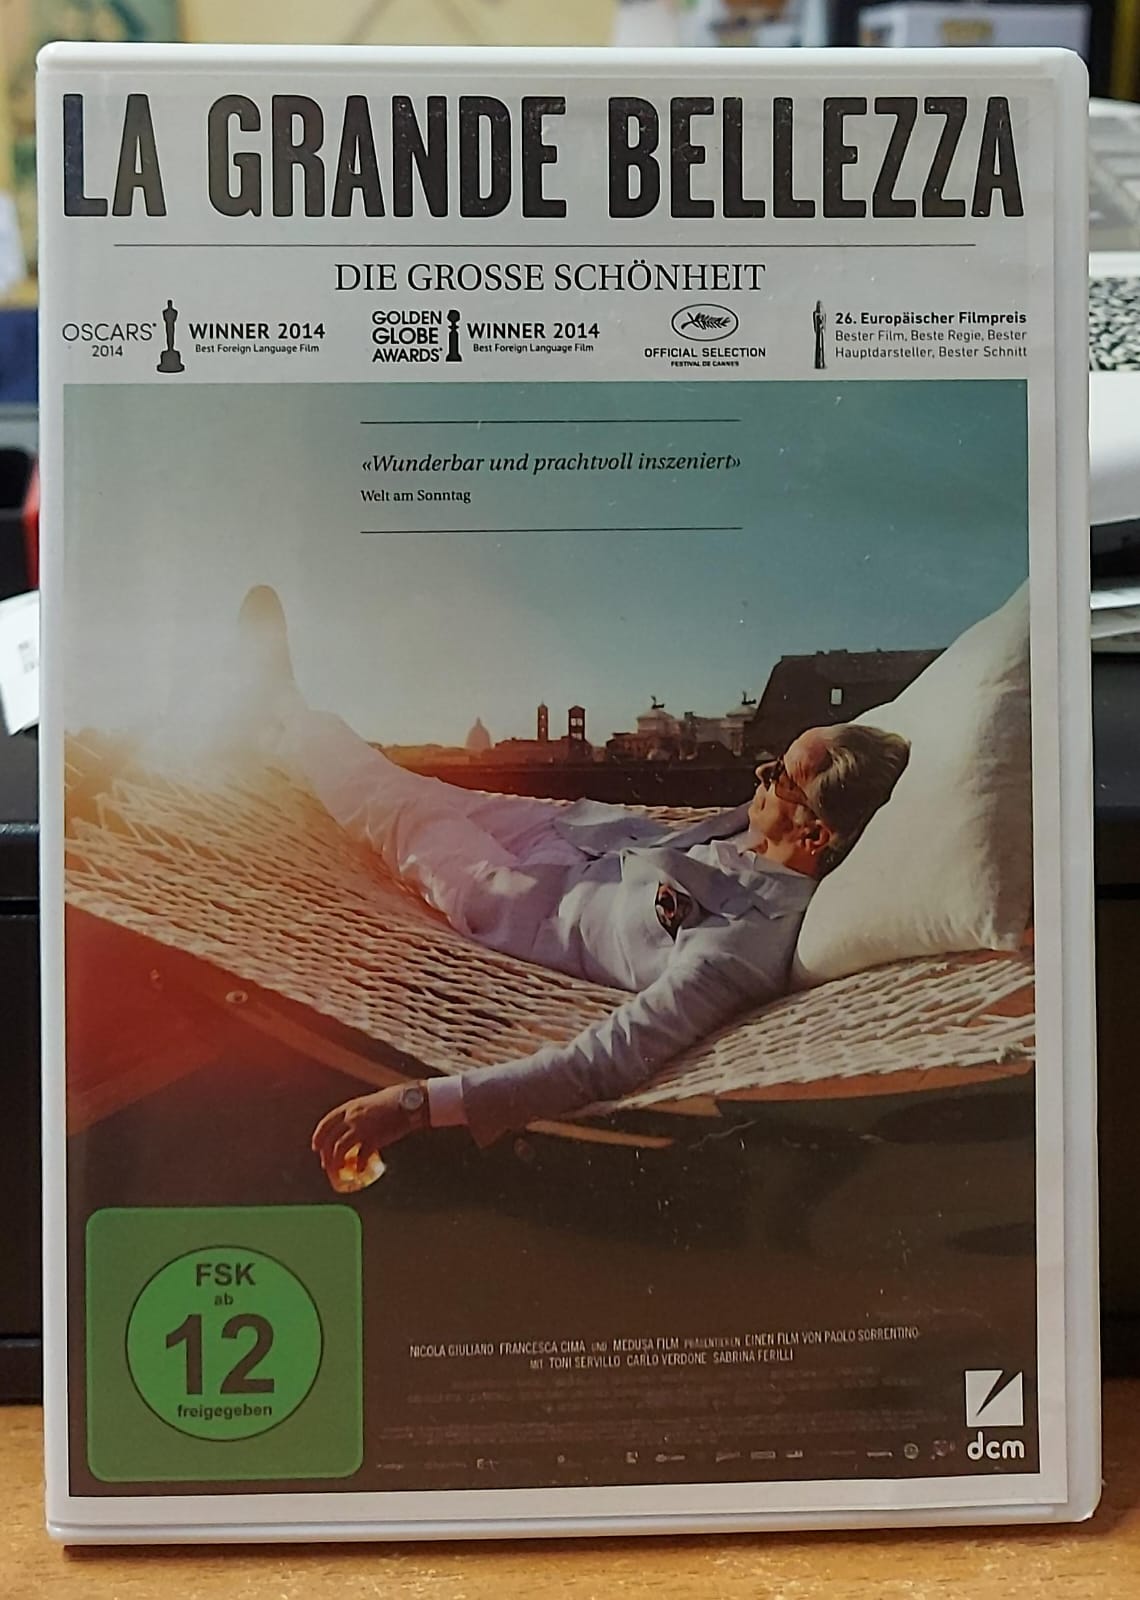 LA GRANDE BELLEZZA
DIE GROSSE SCHÖNHEIT
OSCARS®
2014
WINNER 2014
Best Foreign Language Film
GOLDEN
GLOBE
AWARDS®
WINNER 2014
Best Foreign Language Film
OFFICIAL SELECTION
FESTIVAL DE CANNES
26. Europäischer Filmpreis
Bester Film, Beste Regie, Bester
Hauptdarsteller, Bester Schnitt
«Wunderbar und prachtvoll inszeniert»
Welt am Sonntag
FSK
ab
12
freigegeben
NICOLA GIULIANO FRANCESCA CIMA UND MEDUSA FILM PRÄSENTIEREN EINEN FILM VON PAOLO SORRENTINO
MIT TONI SERVILLO CARLO VERDONE SABRINA FERILLI
dcm